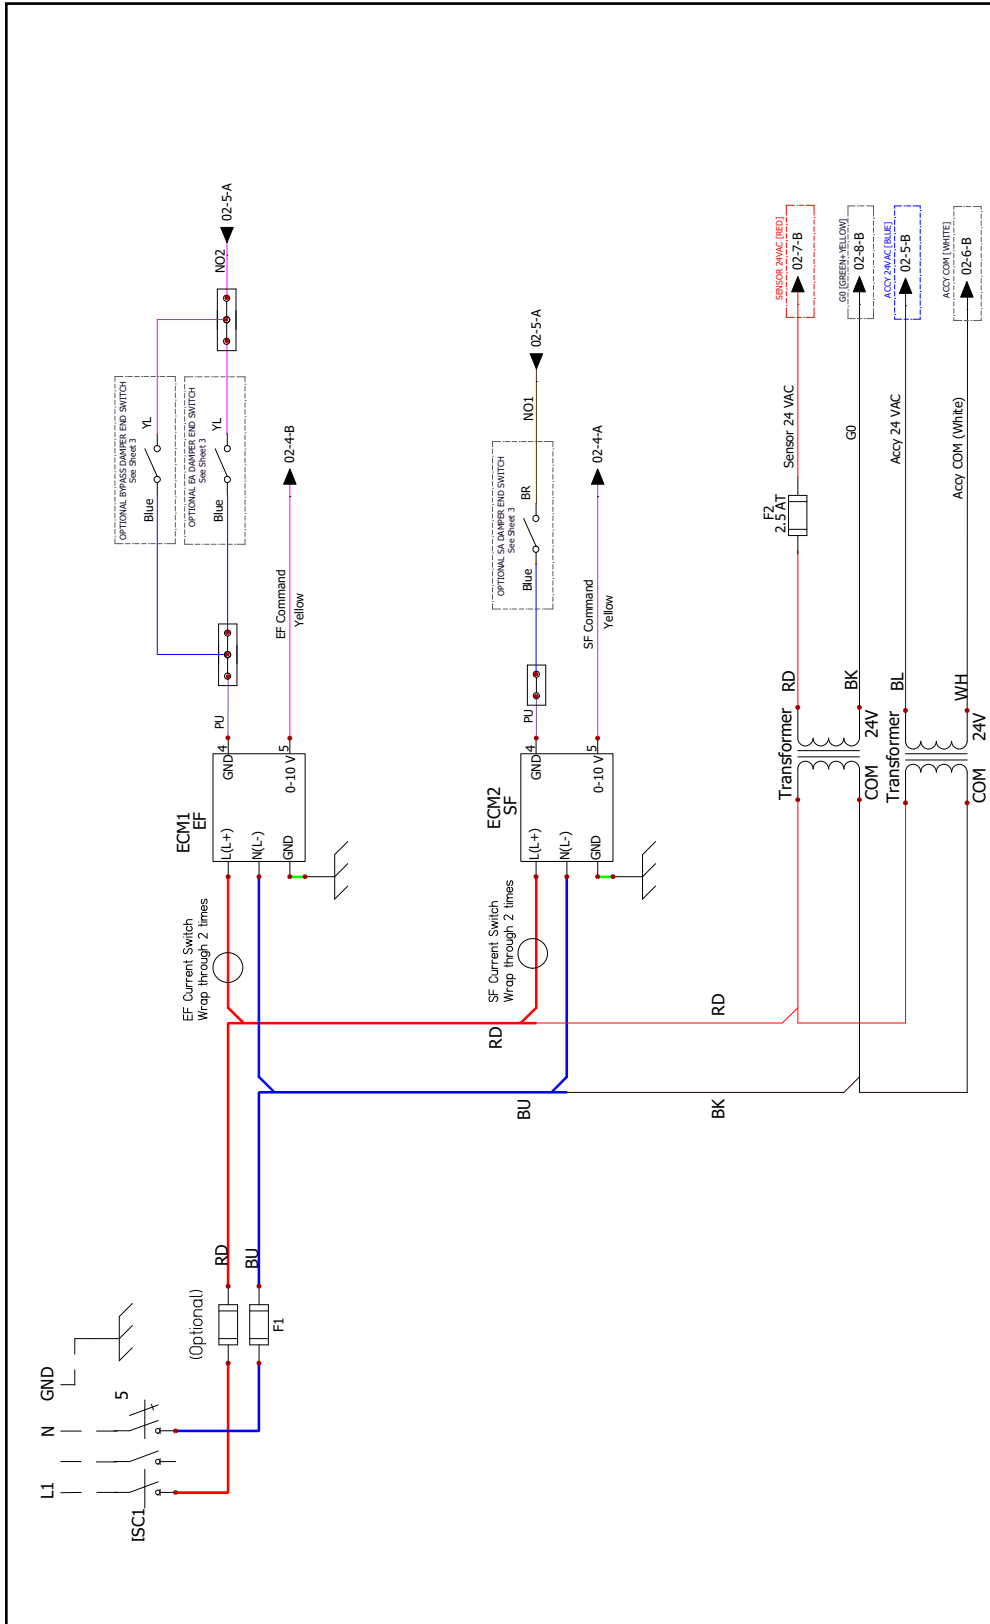 L1
N
GND
ISC1
5
(Optional)
F1
RD
BU
EF Current Switch
Wrap through 2 times
ECM1
EF
L(L+)
N(L-)
GND
GND
4
0-10 V
5
PU
OPTIONAL BYPASS DAMPER END SWITCH
See Sheet 3
Blue
YL
OPTIONAL EA DAMPER END SWITCH
See Sheet 3
Blue
YL
NO2
02-5-A
EF Command
Yellow
02-4-B
RD
BU
SF Current Switch
Wrap through 2 times
ECM2
SF
L(L+)
N(L-)
GND
GND
4
0-10 V
5
PU
OPTIONAL SA DAMPER END SWITCH
See Sheet 3
Blue
BR
NO1
02-5-A
SF Command
Yellow
02-4-A
RD
BK
Transformer
COM
24V
RD
BK
F2
2.5 AT
Sensor 24 VAC
SENSOR 24VAC [RED]
02-7-B
G0
G0 [GREEN+YELLOW]
02-8-B
Transformer
COM
24V
BL
WH
Accy 24 VAC
ACCY 24VAC [BLUE]
02-5-B
Accy COM (White)
ACCY COM [WHITE]
02-6-B